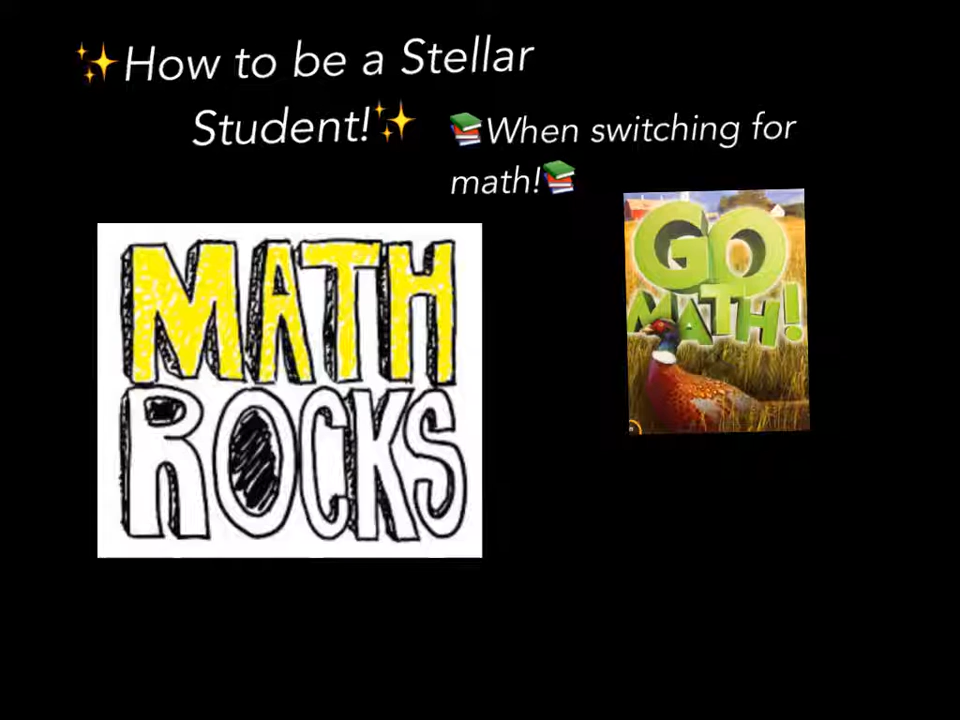 ✨How to be a Stellar
Student!✨
📚When switching for
math!📚
MATH
ROCKS
GO
MATH!